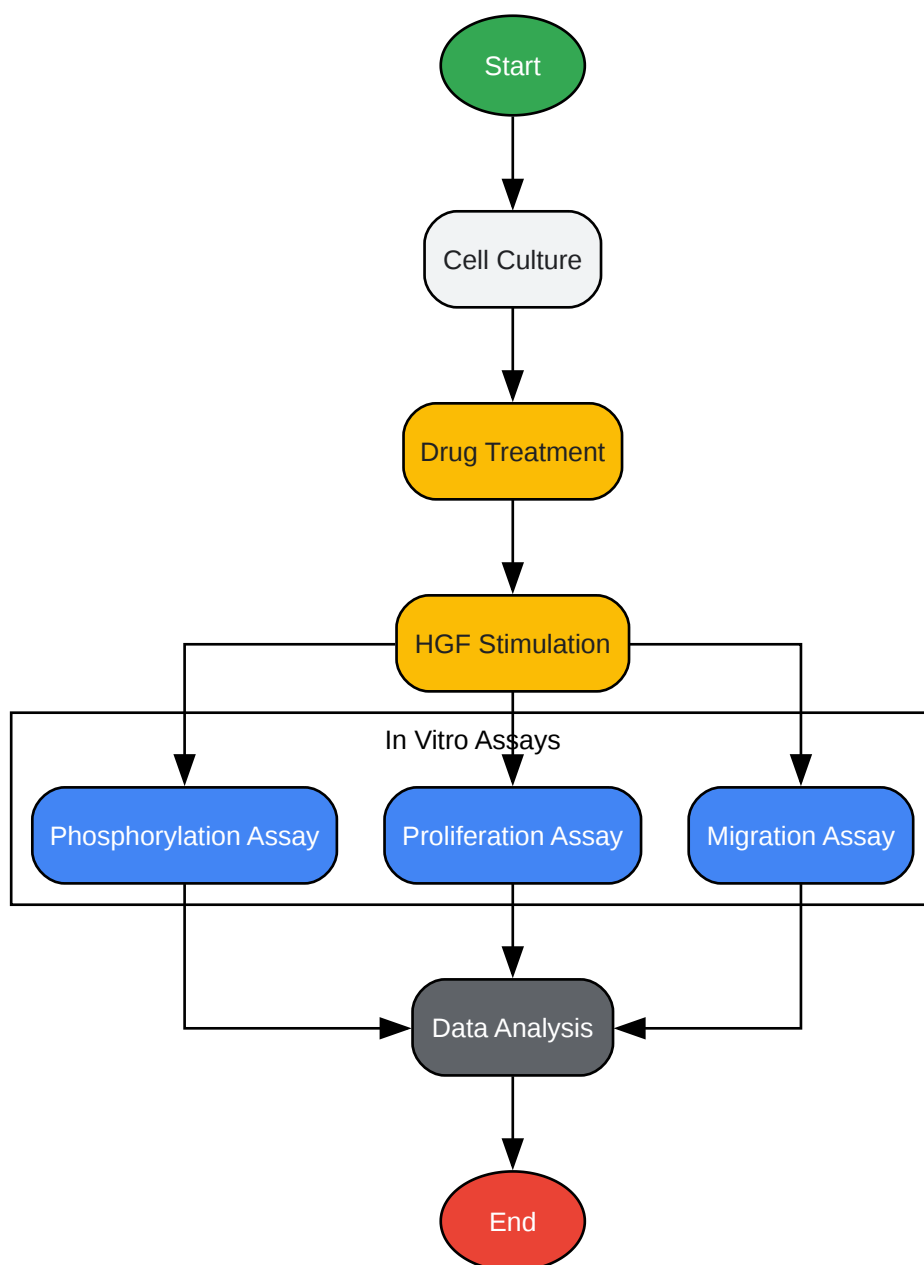 Start
Cell Culture
Drug Treatment
HGF Stimulation
In Vitro Assays
Phosphorylation Assay
Proliferation Assay
Migration Assay
Data Analysis
End